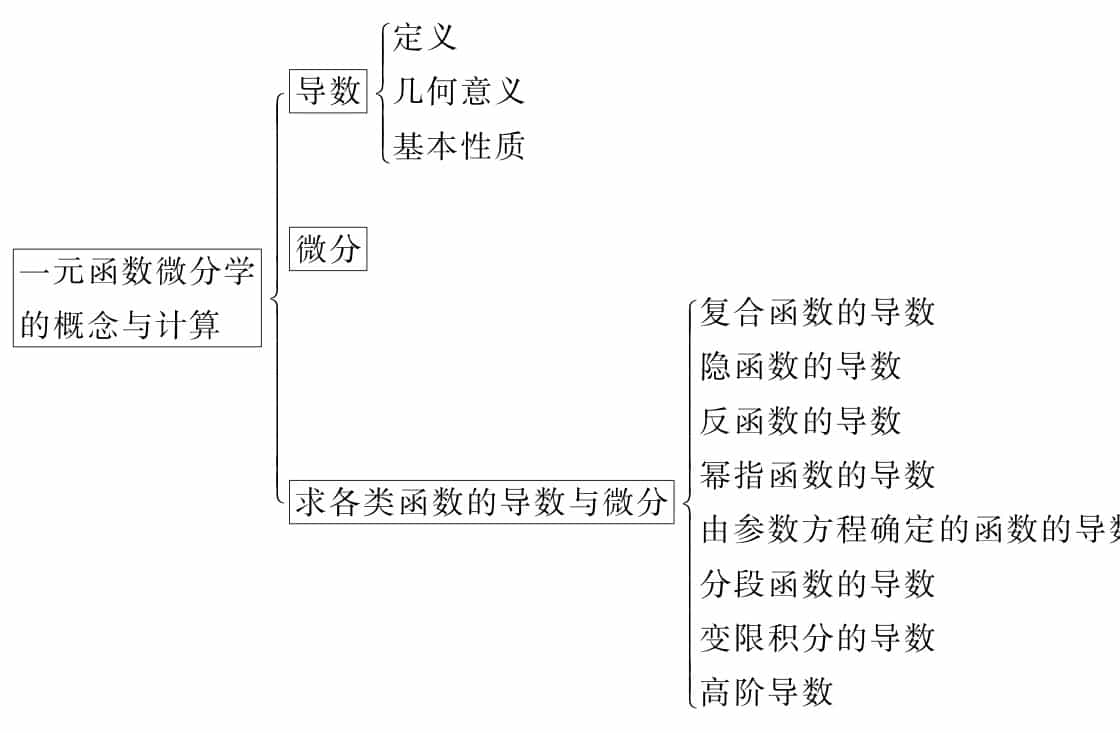 定义
导数
几何意义
基本性质
微分
一元函数微分学
的概念与计算
复合函数的导数
隐函数的导数
反函数的导数
幂指函数的导数
求各类函数的导数与微分
由参数方程确定的函数的导数
分段函数的导数
变限积分的导数
高阶导数